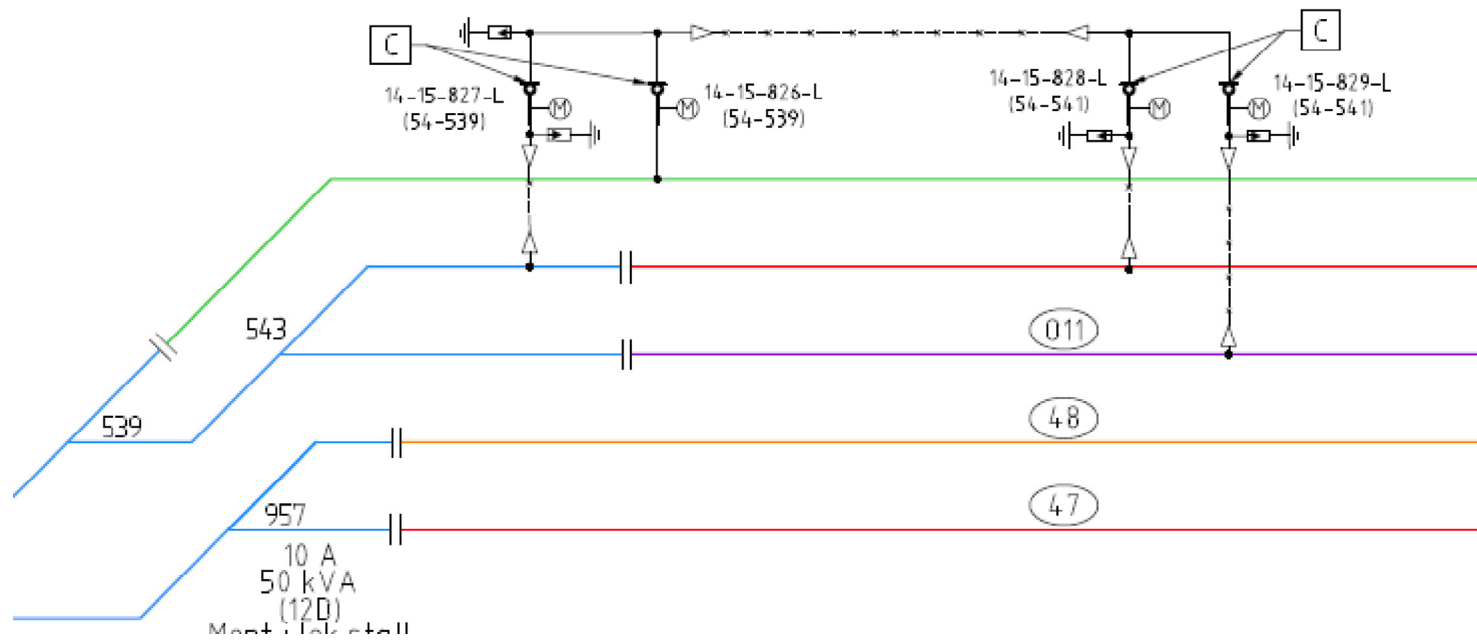 C
C
14-15-827-L
(54-539)
M
M
14-15-826-L
(54-539)
14-15-828-L
(54-541)
M
M
14-15-829-L
(54-541)
543
011
539
48
957
47
10 A
50 kVA
(12D)